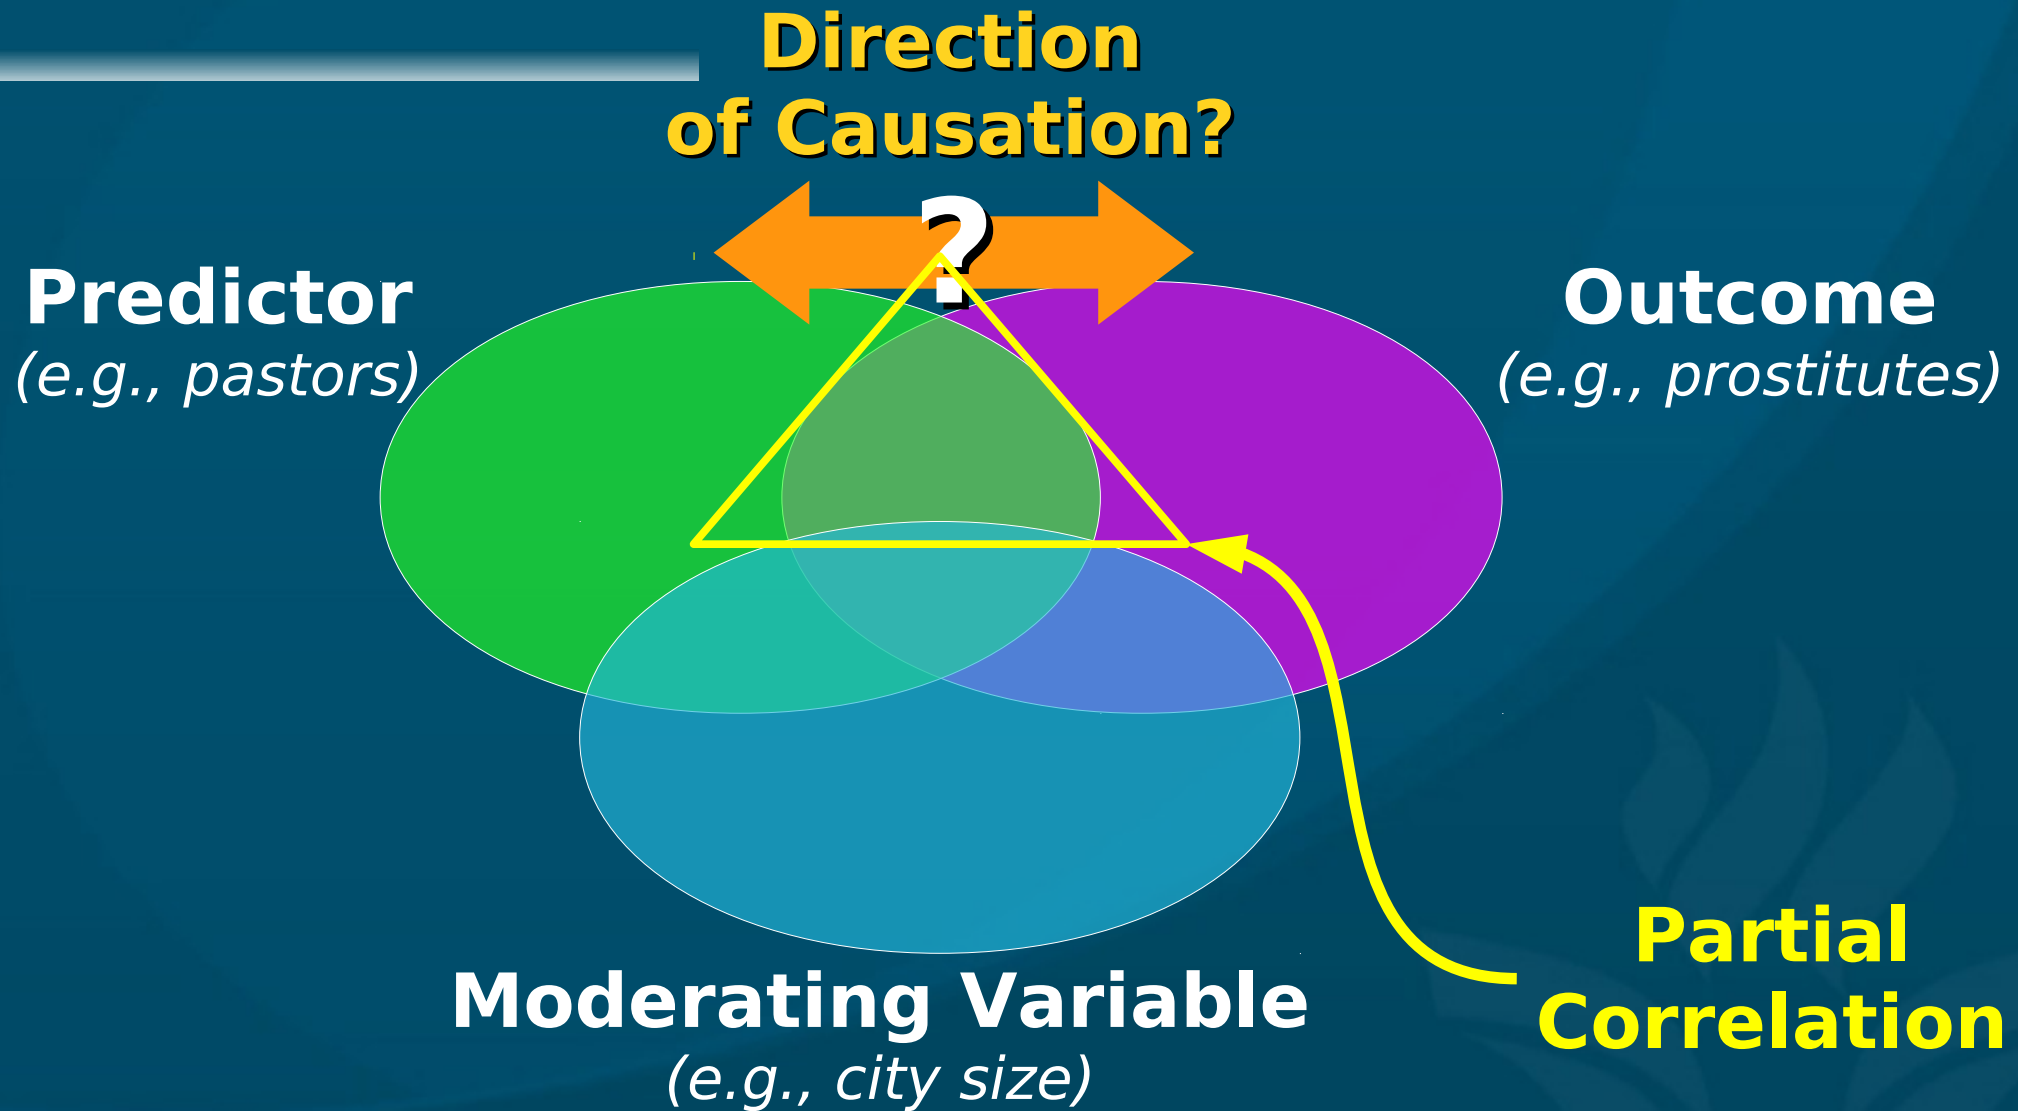 Direction
of Causation?
?
Predictor
(e.g., pastors)
Outcome
(e.g., prostitutes)
Moderating Variable
(e.g., city size)
Partial
Correlation